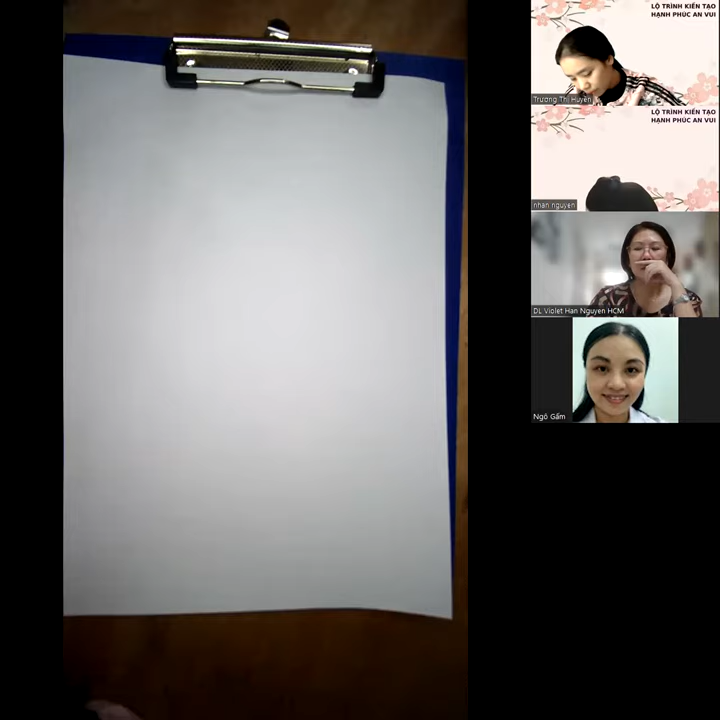 LỘ TRÌNH KIẾN TẠO
HẠNH PHÚC AN VUI
Trương Thị Huyền
LỘ TRÌNH KIẾN TẠO
HẠNH PHÚC AN VUI
nhan nguyen
DL Violet Han Nguyen HCM
Ngô Gấm